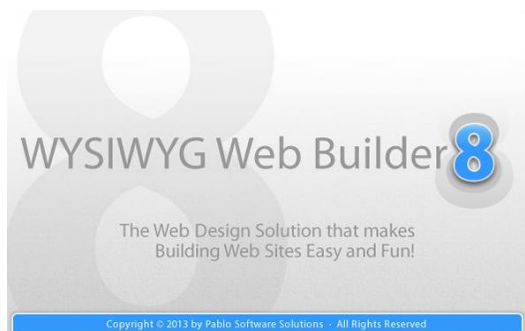 WYSIWYG Web Builder 8
The Web Design Solution that makes
Building Web Sites Easy and Fun!
Copyright © 2013 by Pablo Software Solutions · All Rights Reserved